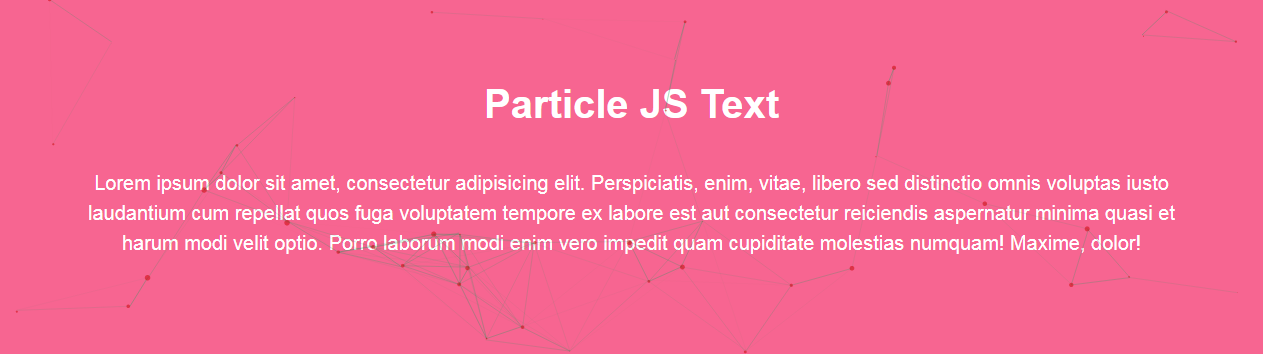 Particle JS Text
Lorem ipsum dolor sit amet, consectetur adipisicing elit. Perspiciatis, enim, vitae, libero sed distinctio omnis voluptas iusto
laudantium cum repellat quos fuga voluptatem tempore ex labore est aut consectetur reiciendis aspernatur minima quasi et
harum modi velit optio. Porro laborum modi enim vero impedit quam cupiditate molestias numquam! Maxime, dolor!